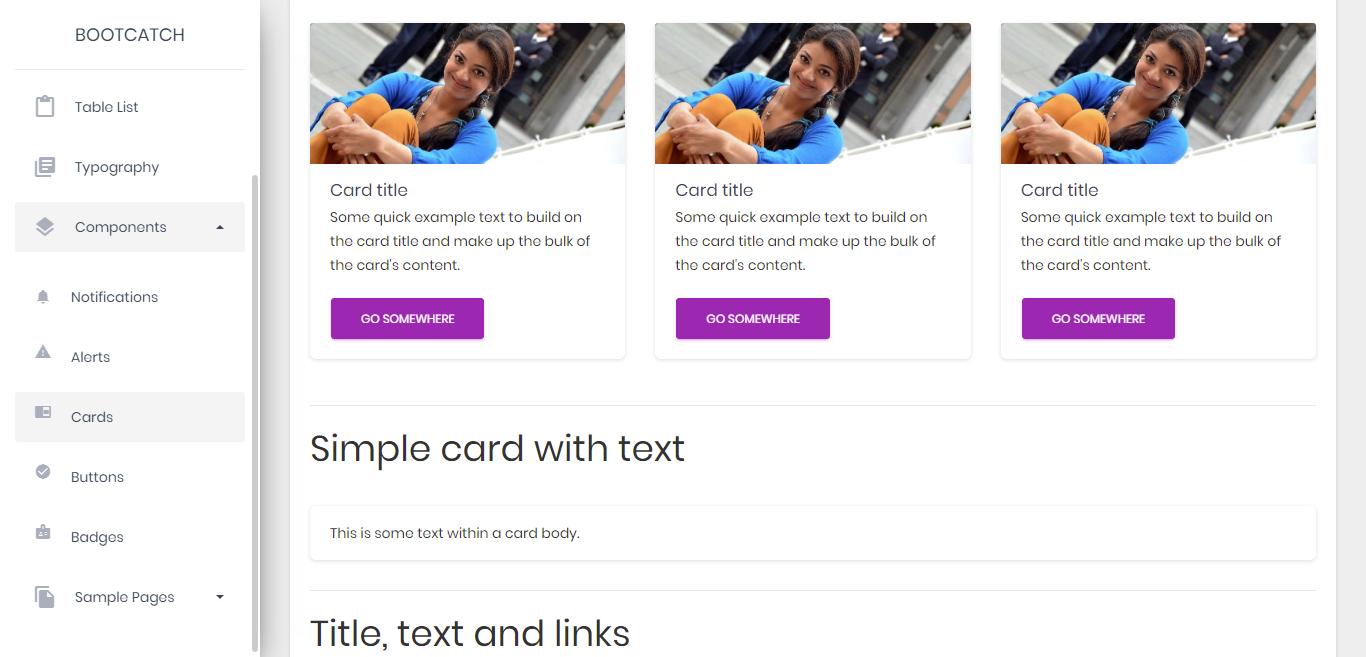 BOOTCATCH
Table List
Typography
Components
Notifications
Alerts
Cards
Buttons
Badges
Sample Pages
Card title
Some quick example text to build on
the card title and make up the bulk of
the card's content.
GO SOMEWHERE
Card title
Some quick example text to build on
the card title and make up the bulk of
the card's content.
GO SOMEWHERE
Card title
Some quick example text to build on
the card title and make up the bulk of
the card's content.
GO SOMEWHERE
Simple card with text
This is some text within a card body.
Title, text and links